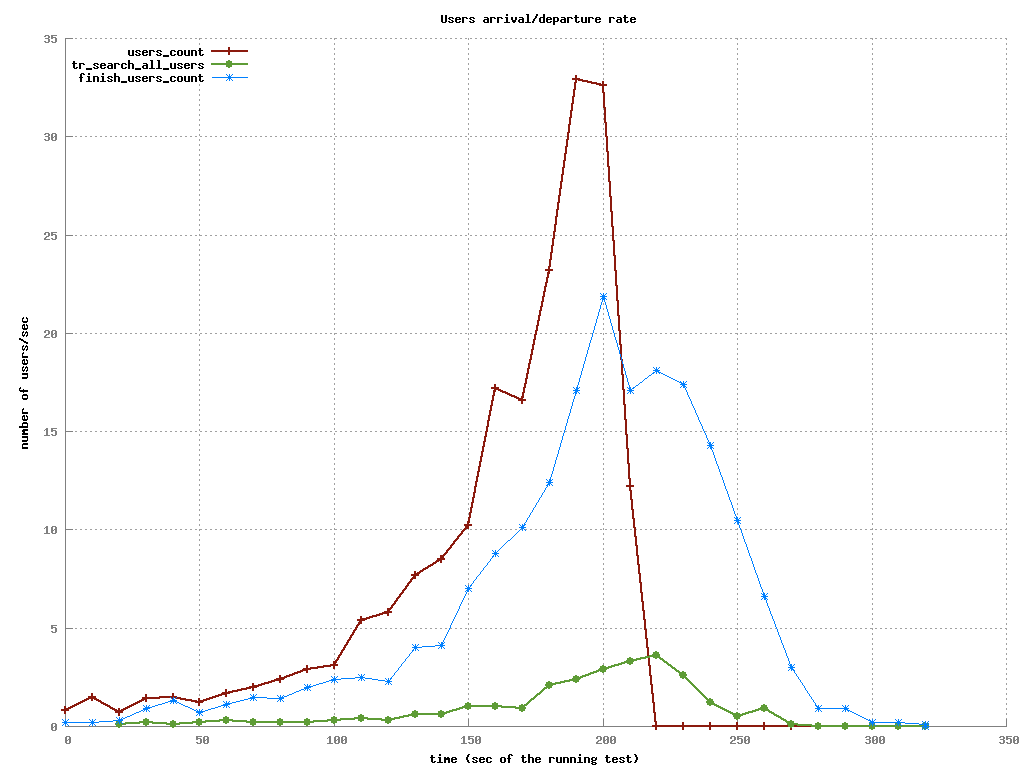 Users arrival/departure rate
users_count
tr_search_all_users
finish_users_count
number of users/sec
35
30
25
20
15
10
5
0
0 50 100 150 200 250 300 350
time (sec of the running test)